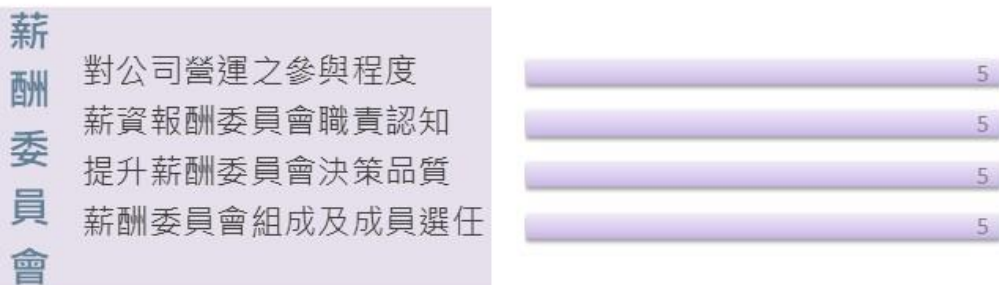 薪酬委員會
對公司營運之參與程度
5
薪資報酬委員會職責認知
5
提升薪酬委員會決策品質
5
薪酬委員會組成及成員選任
5